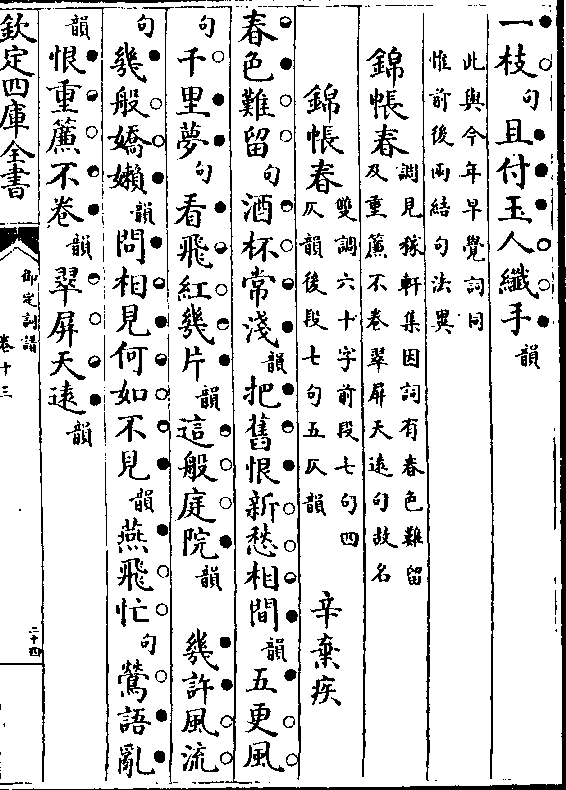 一枝句且付玉人纖手韻
此與今年早覺詞同
惟前後兩結句法異
錦帳春調見稼軒集因詞有春色難留
及重簾不卷翠屏天遠句故名
錦帳春雙調六十字前段七句四
仄韻後段七句五仄韻
辛棄疾
春色難留句酒杯常淺韻把舊恨新愁相間韻五更風
句千里夢句看飛紅幾片韻這般庭院韻 幾許風流
句幾般嬌嬾韻問相見何如不見韻燕飛忙句鶯語亂
韻恨重簾不卷韻翠屏天遠韻
欽定四庫全書
御定詞譜
卷十三
二十四